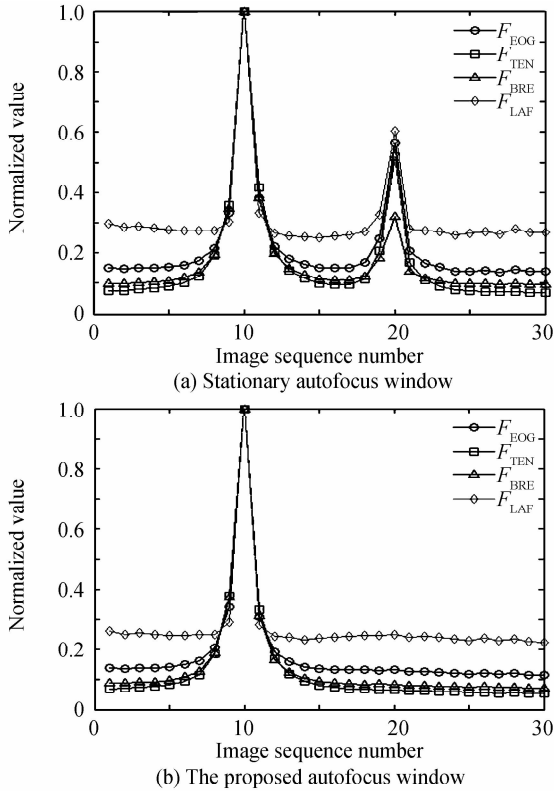 1.0
0.8
0.6
0.4
0.2
0
Normalized value
F_EOG
F_TEN
F_BRE
F_LAF
0 10 20 30
Image sequence number
(a) Stationary autofocus window
1.0
0.8
0.6
0.4
0.2
0
Normalized value
F_EOG
F_TEN
F_BRE
F_LAF
0 10 20 30
Image sequence number
(b) The proposed autofocus window